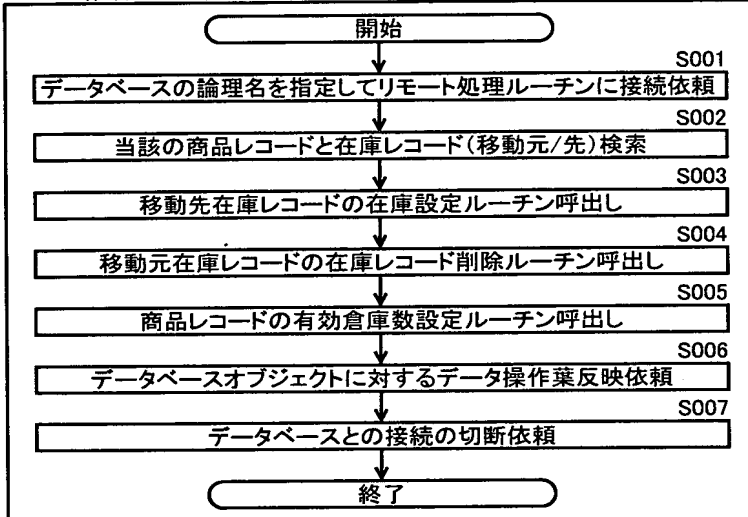 開始
S001
データベースの論理名を指定してリモート処理ルーチンに接続依頼
S002
当該の商品レコードと在庫レコード(移動元/先)検索
S003
移動先在庫レコードの在庫設定ルーチン呼出し
S004
移動元在庫レコードの在庫レコード削除ルーチン呼出し
S005
商品レコードの有効倉庫数設定ルーチン呼出し
S006
データベースオブジェクトに対するデータ操作葉反映依頼
S007
データベースとの接続の切断依頼
終了